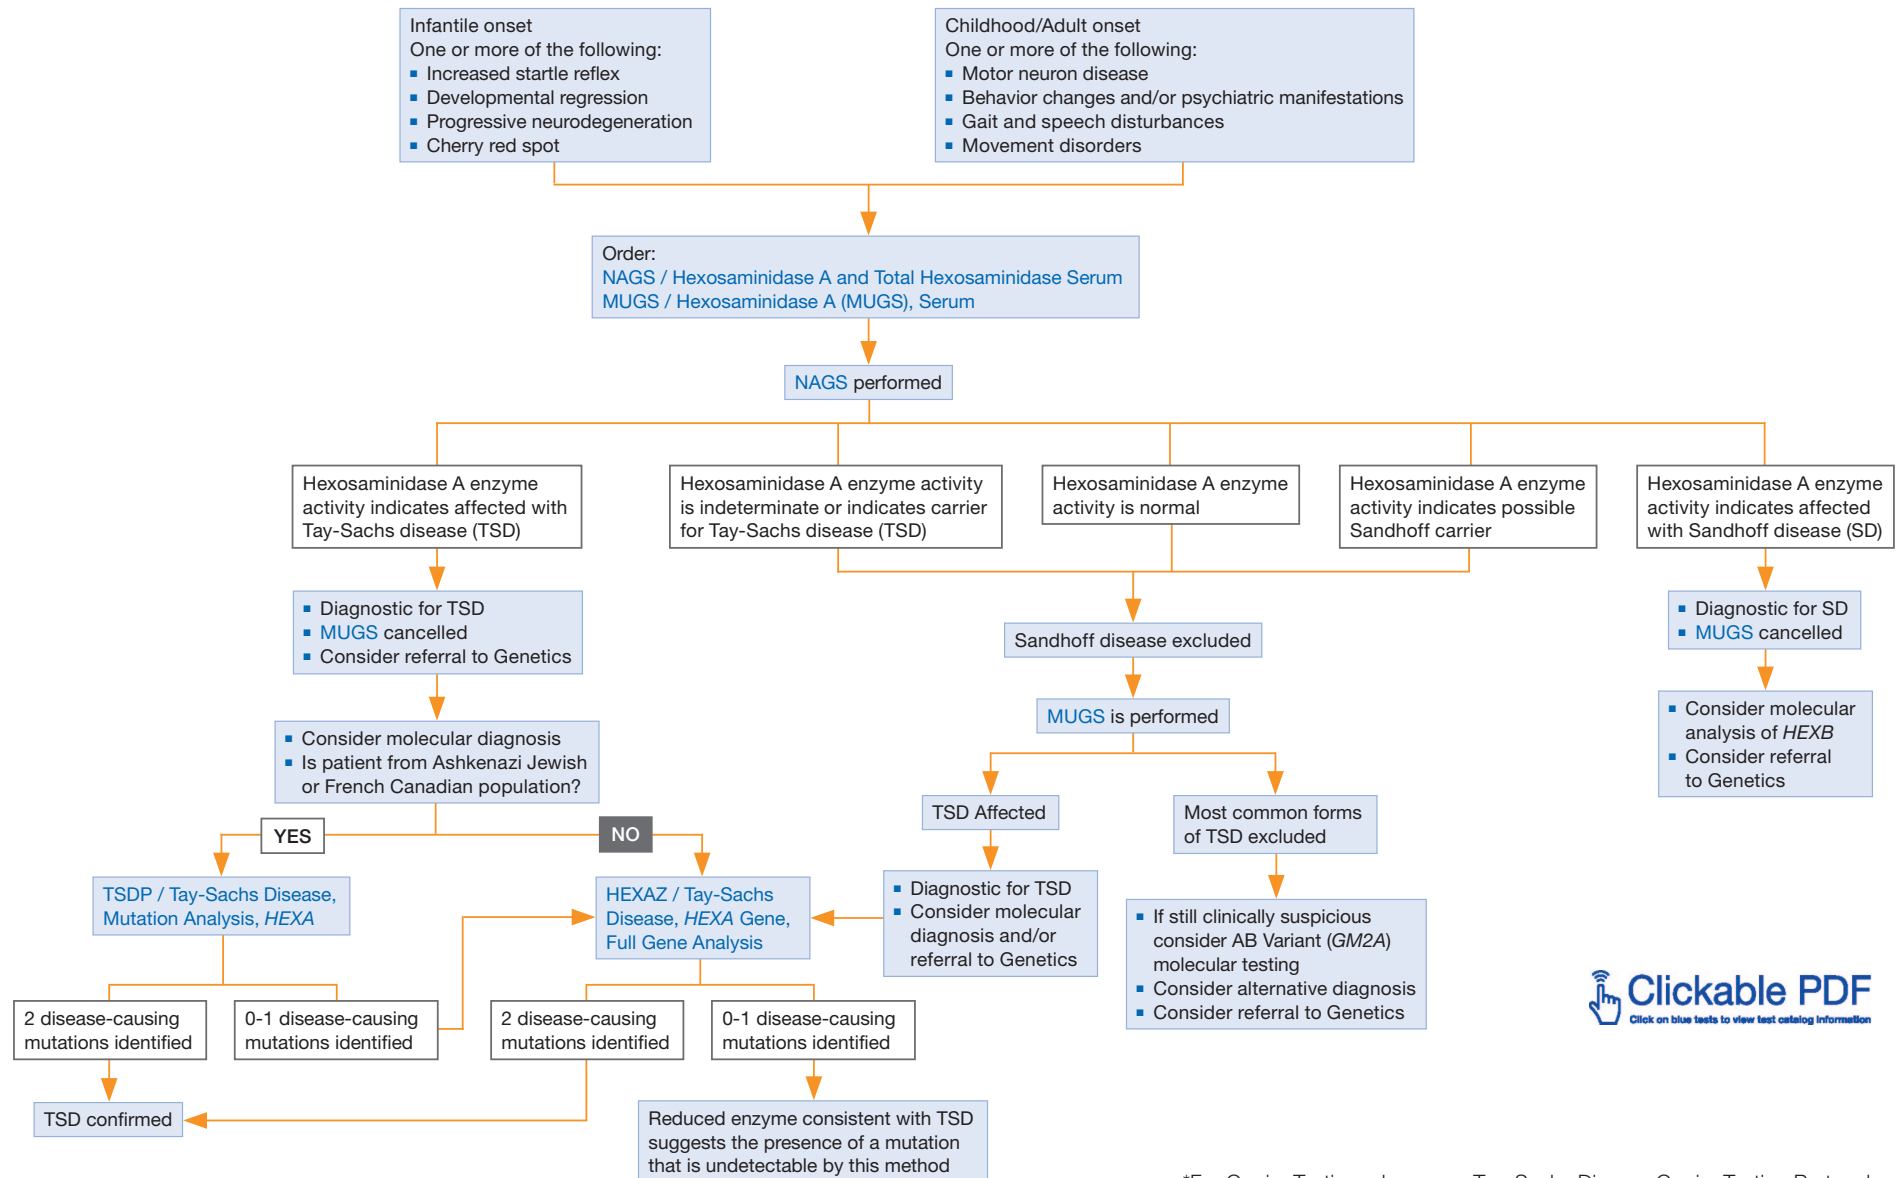 Infantile onset
One or more of the following:
▪ Increased startle reflex
▪ Developmental regression
▪ Progressive neurodegeneration
▪ Cherry red spot
Childhood/Adult onset
One or more of the following:
▪ Motor neuron disease
▪ Behavior changes and/or psychiatric manifestations
▪ Gait and speech disturbances
▪ Movement disorders
Order:
NAGS / Hexosaminidase A and Total Hexosaminidase Serum
MUGS / Hexosaminidase A (MUGS), Serum
NAGS performed
Hexosaminidase A enzyme
activity indicates affected with
Tay-Sachs disease (TSD)
Hexosaminidase A enzyme activity
is indeterminate or indicates carrier
for Tay-Sachs disease (TSD)
Hexosaminidase A enzyme
activity is normal
Hexosaminidase A enzyme
activity indicates possible
Sandhoff carrier
Hexosaminidase A enzyme
activity indicates affected
with Sandhoff disease (SD)
▪ Diagnostic for TSD
▪ MUGS cancelled
▪ Consider referral to Genetics
Sandhoff disease excluded
▪ Diagnostic for SD
▪ MUGS cancelled
MUGS is performed
▪ Consider molecular
analysis of HEXB
▪ Consider referral
to Genetics
▪ Consider molecular diagnosis
▪ Is patient from Ashkenazi Jewish
or French Canadian population?
YES
NO
TSD Affected
Most common forms
of TSD excluded
TSDP / Tay-Sachs Disease,
Mutation Analysis, HEXA
HEXAZ / Tay-Sachs
Disease, HEXA Gene,
Full Gene Analysis
▪ Diagnostic for TSD
▪ Consider molecular
diagnosis and/or
referral to Genetics
▪ If still clinically suspicious
consider AB Variant (GM2A)
molecular testing
▪ Consider alternative diagnosis
▪ Consider referral to Genetics
Clickable PDF
Click on blue tests to view test catalog information
2 disease-causing
mutations identified
0-1 disease-causing
mutations identified
2 disease-causing
mutations identified
0-1 disease-causing
mutations identified
TSD confirmed
Reduced enzyme consistent with TSD
suggests the presence of a mutation
that is undetectable by this method